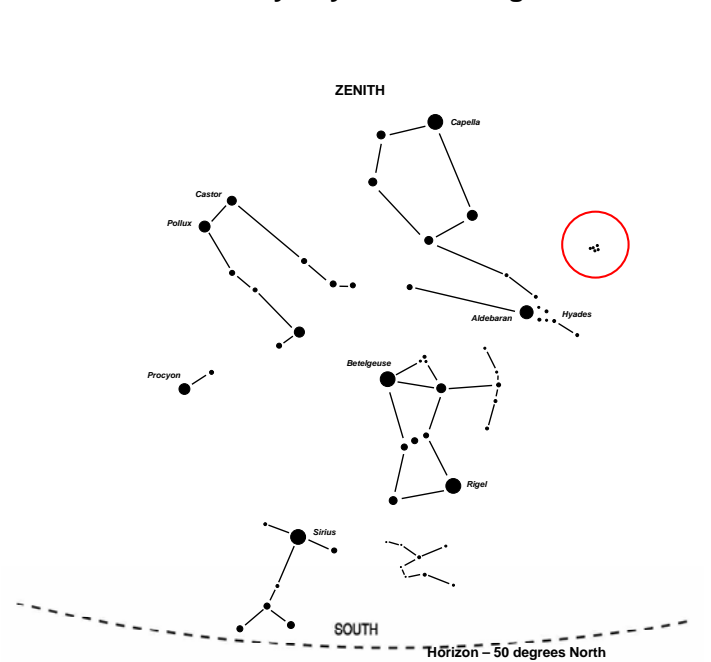 ZENITH
Capella
Castor
Pollux
Aldebaran
Hyades
Betelgeuse
Procyon
Rigel
Sirius
SOUTH
Horizon – 50 degrees North